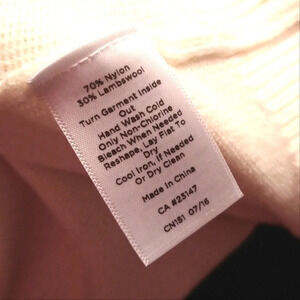 70% Nylon
30% Lambswool
Turn Garment Inside
Out
Hand Wash Cold
Only Non-Chlorine
Bleach When Needed
Reshape, Lay Flat To
Dry
Cool Iron, If Needed
Or Dry Clean
Made In China
CA #23147
CN151 07/16